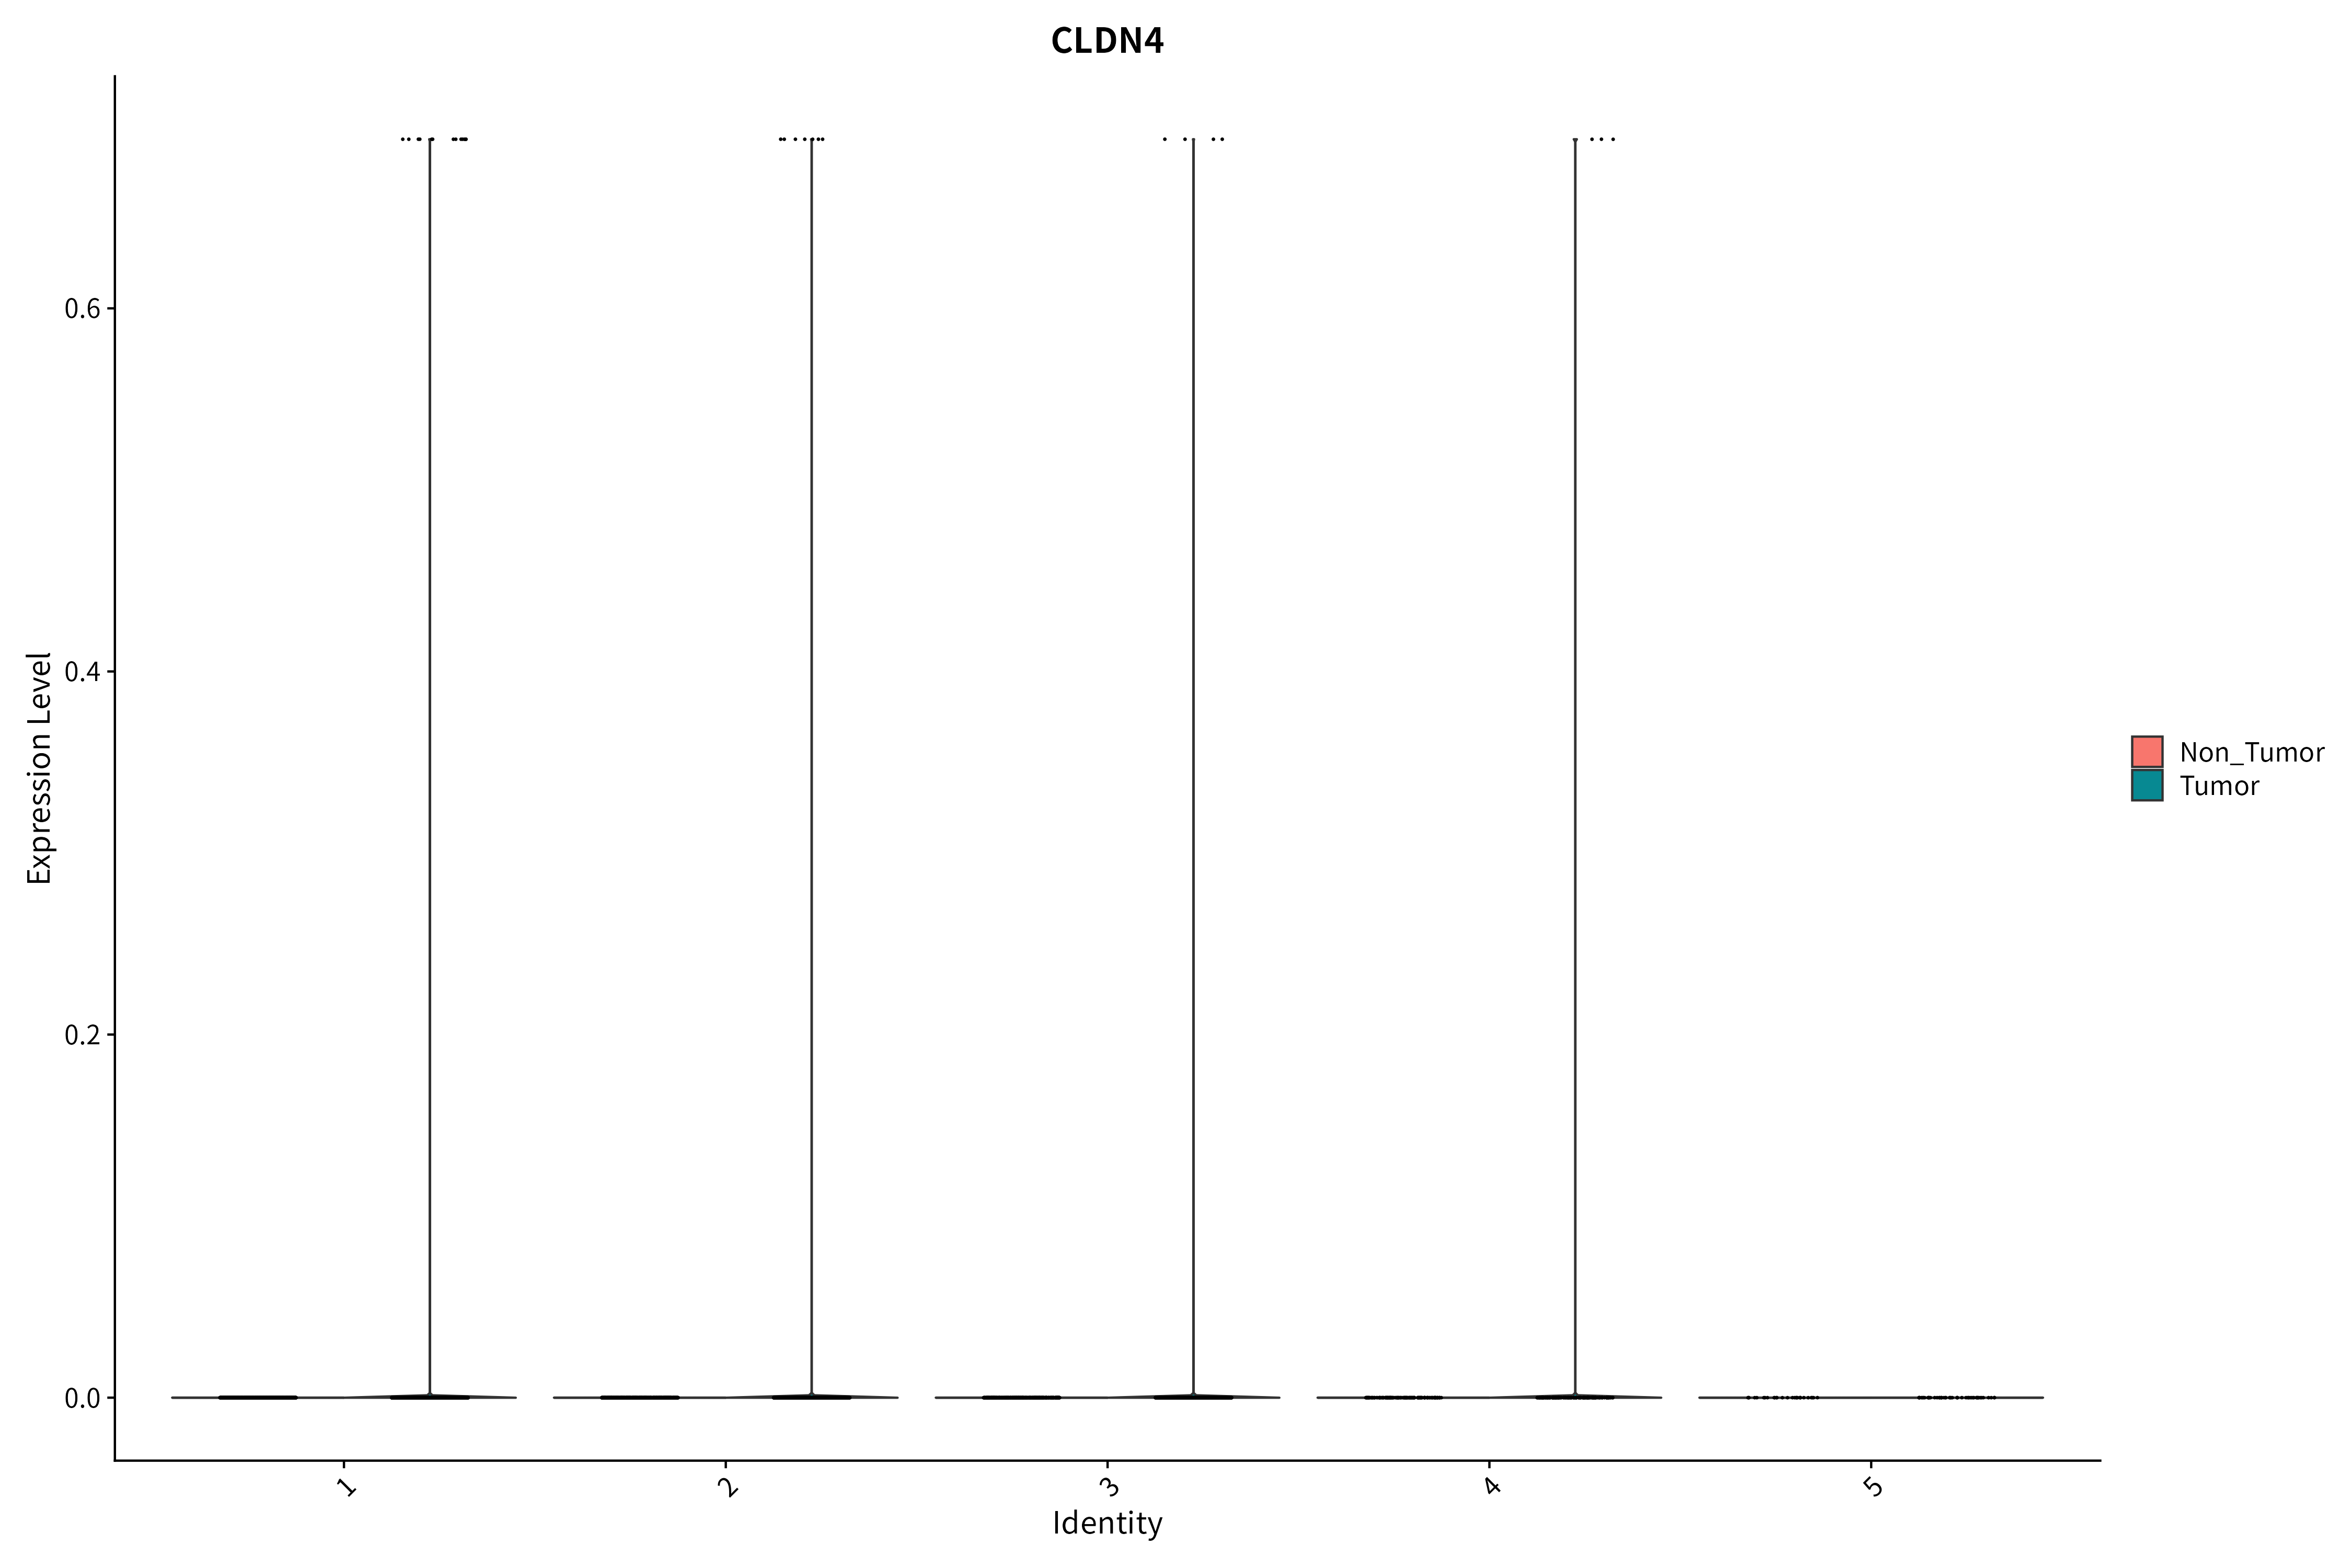 CLDN4
Expression Level
0.6
0.4
0.2
0.0
1
2
3
4
5
Identity
Non_Tumor
Tumor